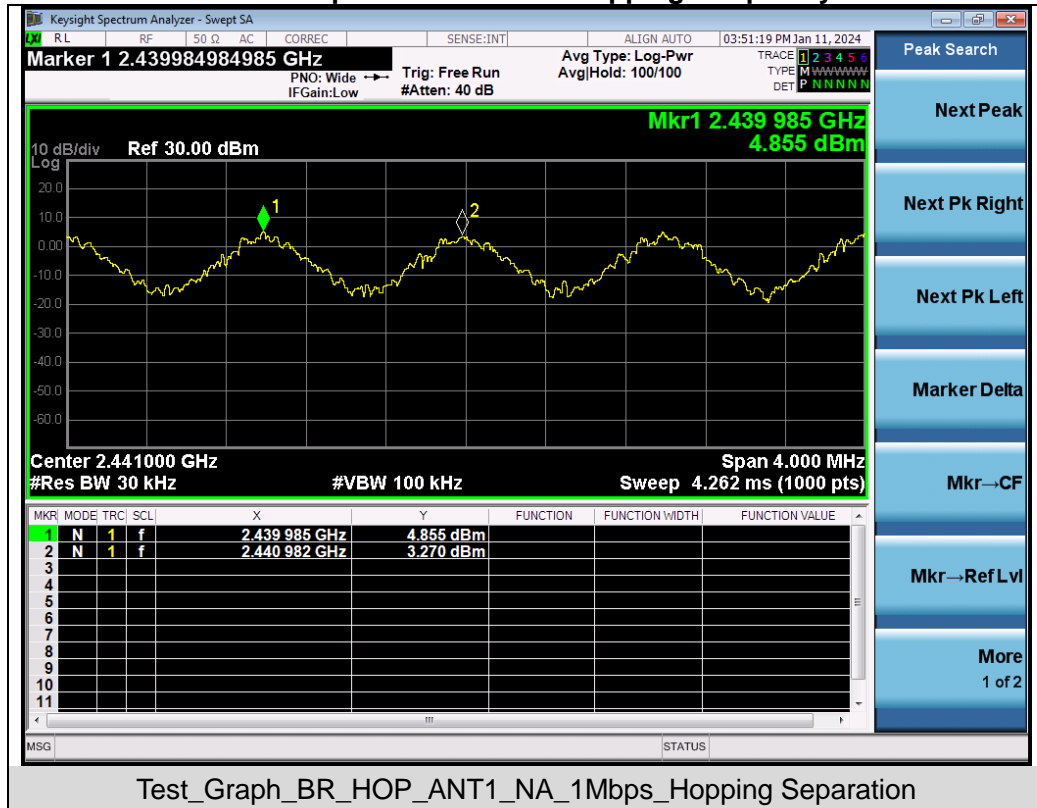 Keysight Spectrum Analyzer - Swept SA
LXI RL RF 50 Ω AC CORREC SENSE:INT ALIGN AUTO 03:51:19 PM Jan 11, 2024
Marker 1 2.439984984985 GHz
PNO: Wide
IFGain:Low
Trig: Free Run
#Atten: 40 dB
Avg Type: Log-Pwr
Avg|Hold: 100/100
TRACE 1 2 3 4 5 6
TYPE M WWWWW
DET P N N N N N
Peak Search
Mkr1 2.439 985 GHz
4.855 dBm
10 dB/div Ref 30.00 dBm
Log
20.0
10.0
0.00
-10.0
-20.0
-30.0
-40.0
-50.0
-60.0
1
2
Center 2.441000 GHz Span 4.000 MHz
#Res BW 30 kHz #VBW 100 kHz Sweep 4.262 ms (1000 pts)
MKR MODE TRC SCL X Y FUNCTION FUNCTION WIDTH FUNCTION VALUE
1 N 1 f 2.439 985 GHz 4.855 dBm
2 N 1 f 2.440 982 GHz 3.270 dBm
3
4
5
6
7
8
9
10
11
MSG STATUS
Next Peak
Next Pk Right
Next Pk Left
Marker Delta
Mkr→CF
Mkr→Ref Lvl
More
1 of 2
Test_Graph_BR_HOP_ANT1_NA_1Mbps_Hopping Separation